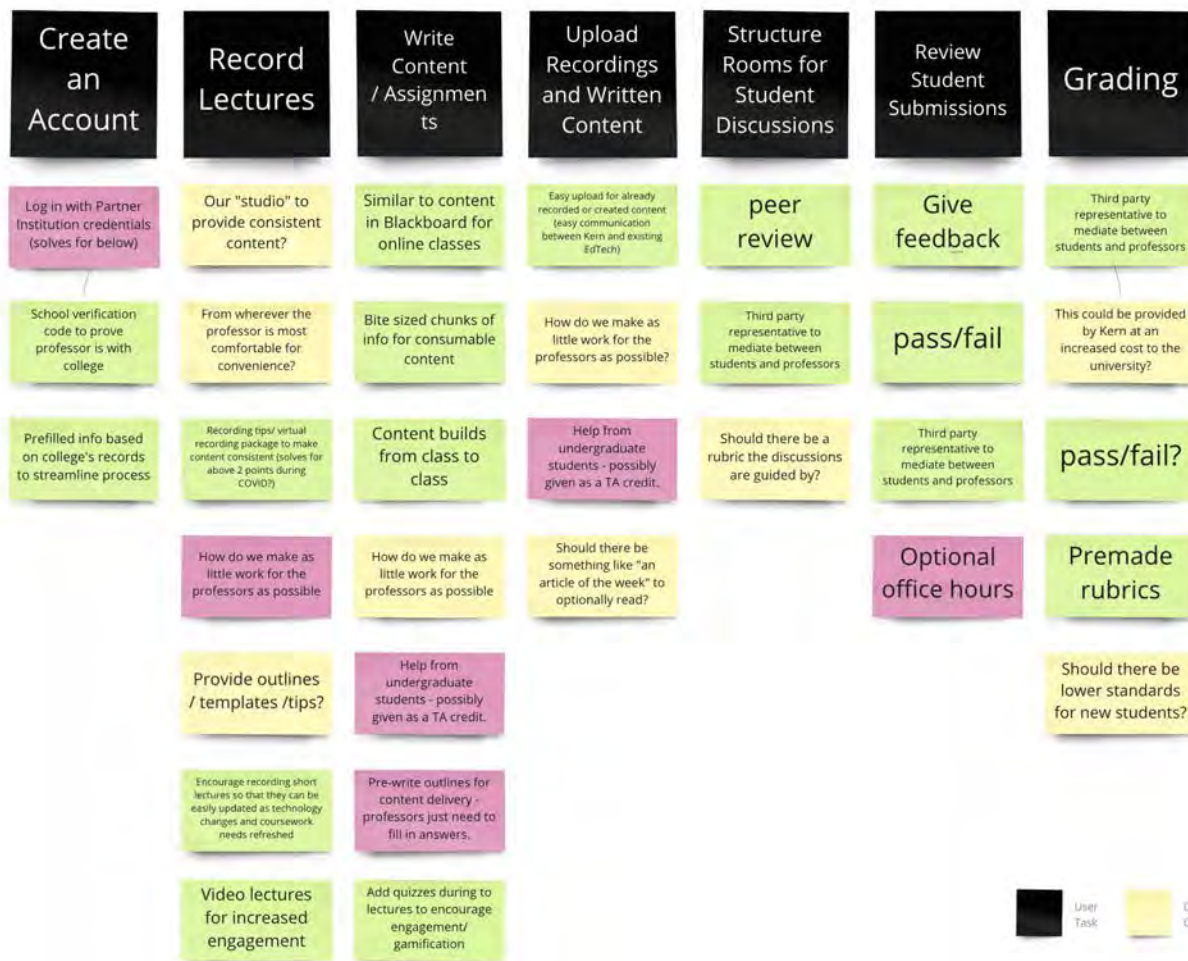 Create
an
Account
Record
Lectures
Write
Content
/ Assignmen
ts
Upload
Recordings
and Written
Content
Structure
Rooms for
Student
Discussions
Review
Student
Submissions
Grading
Log in with Partner
Institution credentials
(solves for below)
School verification
code to prove
professor is with
college
Prefilled info based
on college's records
to streamline process
Our "studio" to
provide consistent
content?
From wherever the
professor is most
comfortable for
convenience?
Recording tips/ virtual
recording package to make
content consistent (solves for
above 2 points during
COVID?)
How do we make as
little work for the
professors as possible
Provide outlines
/ templates /tips?
Encourage recording short
lectures so that they can be
easily updated as technology
changes and coursework
needs refreshed
Video lectures
for increased
engagement
Similar to content
in Blackboard for
online classes
Bite sized chunks of
info for consumable
content
Content builds
from class to
class
How do we make as
little work for the
professors as possible
Help from
undergraduate
students - possibly
given as a TA credit.
Pre-write outlines for
content delivery -
professors just need to
fill in answers.
Add quizzes during to
lectures to encourage
engagement/
gamification
Easy upload for already
recorded or created content
(easy communication
between Kern and existing
EdTech)
How do we make as
little work for the
professors as possible?
Help from
undergraduate
students - possibly
given as a TA credit.
Should there be
something like "an
article of the week" to
optionally read?
peer
review
Third party
representative to
mediate between
students and professors
Should there be a
rubric the discussions
are guided by?
Give
feedback
pass/fail
Third party
representative to
mediate between
students and professors
Optional
office hours
Third party
representative to
mediate between
students and professors
This could be provided
by Kern at an
increased cost to the
university?
pass/fail?
Premade
rubrics
Should there be
lower standards
for new students?
User
Task